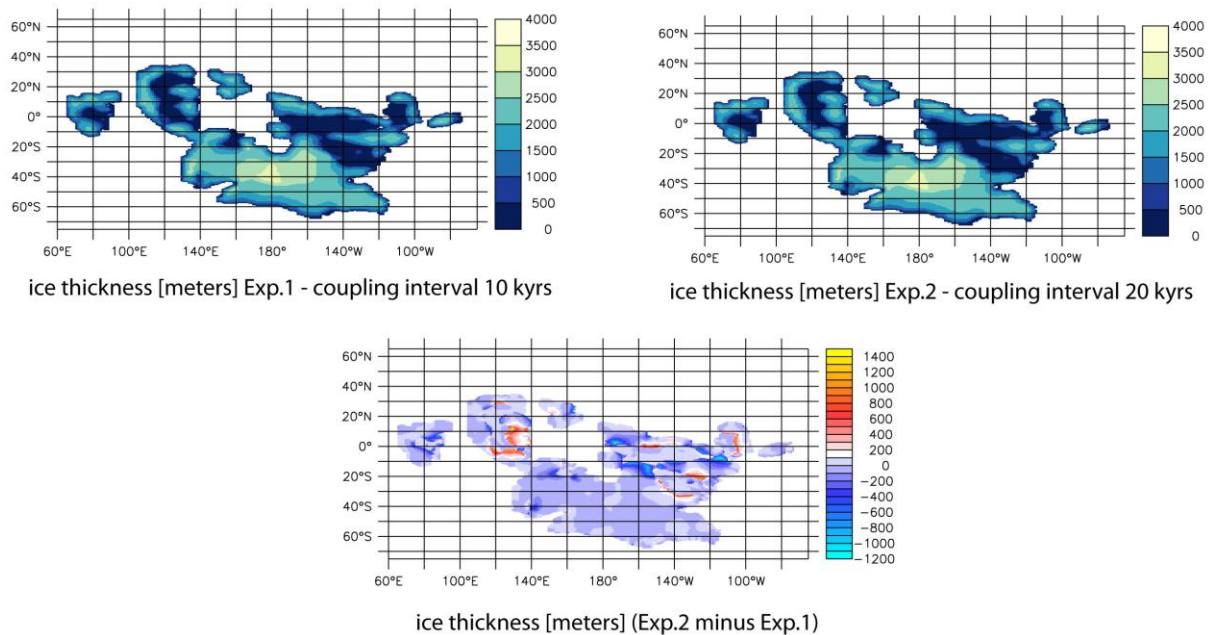 60°N
40°N
20°N
0°
20°S
40°S
60°S
60°E 100°E 140°E 180° 140°W 100°W
4000
3500
3000
2500
2000
1500
1000
500
0
ice thickness [meters] Exp.1 - coupling interval 10 kyrs
60°N
40°N
20°N
0°
20°S
40°S
60°S
60°E 100°E 140°E 180° 140°W 100°W
4000
3500
3000
2500
2000
1500
1000
500
0
ice thickness [meters] Exp.2 - coupling interval 20 kyrs
60°N
40°N
20°N
0°
20°S
40°S
60°S
60°E 100°E 140°E 180° 140°W 100°W
1400
1200
1000
800
600
400
200
0
−200
−400
−600
−800
−1000
−1200
ice thickness [meters] (Exp.2 minus Exp.1)